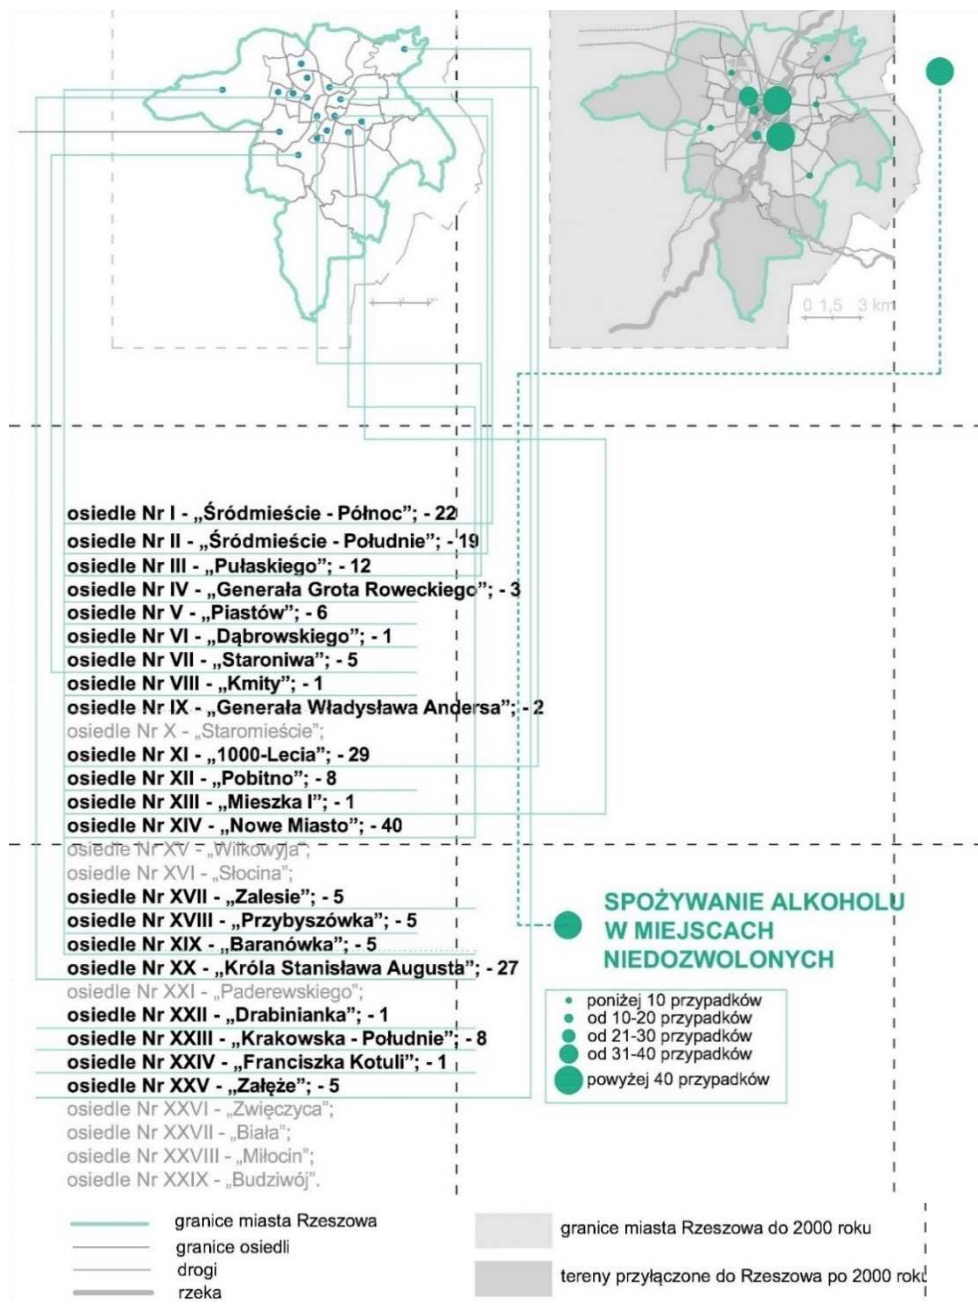 0 1,5 3 km
osiedle Nr I - „Śródmieście - Północ”; - 22
osiedle Nr II - „Śródmieście - Południe”; - 19
osiedle Nr III - „Pułaskiego”; - 12
osiedle Nr IV - „Generała Grota Roweckiego”; - 3
osiedle Nr V - „Piastów”; - 6
osiedle Nr VI - „Dąbrowskiego”; - 1
osiedle Nr VII - „Staroniwa”; - 5
osiedle Nr VIII - „Kmity”; - 1
osiedle Nr IX - „Generała Władysława Andersa”; - 2
osiedle Nr X - „Staromieście”;
osiedle Nr XI - „1000-Lecia”; - 29
osiedle Nr XII - „Pobitno”; - 8
osiedle Nr XIII - „Mieszka I”; - 1
osiedle Nr XIV - „Nowe Miasto”; - 40
osiedle Nr XV - „Wilkowyja”;
osiedle Nr XVI - „Słocina”;
osiedle Nr XVII - „Zalesie”; - 5
osiedle Nr XVIII - „Przybyszówka”; - 5
osiedle Nr XIX - „Baranówka”; - 5
osiedle Nr XX - „Króla Stanisława Augusta”; - 27
osiedle Nr XXI - „Paderewskiego”;
osiedle Nr XXII - „Drabinianka”; - 1
osiedle Nr XXIII - „Krakowska - Południe”; - 8
osiedle Nr XXIV - „Franciszka Kotuli”; - 1
osiedle Nr XXV - „Załęże”; - 5
osiedle Nr XXVI - „Zwięczyca”;
osiedle Nr XXVII - „Biała”;
osiedle Nr XXVIII - „Miłocin”;
osiedle Nr XXIX - „Budziwój”.
SPOŻYWANIE ALKOHOLU
W MIEJSCACH
NIEDOZWOLONYCH
poniżej 10 przypadków
od 10-20 przypadków
od 21-30 przypadków
od 31-40 przypadków
powyżej 40 przypadków
granice miasta Rzeszowa
granice osiedli
drogi
rzeka
granice miasta Rzeszowa do 2000 roku
tereny przyłączone do Rzeszowa po 2000 roku